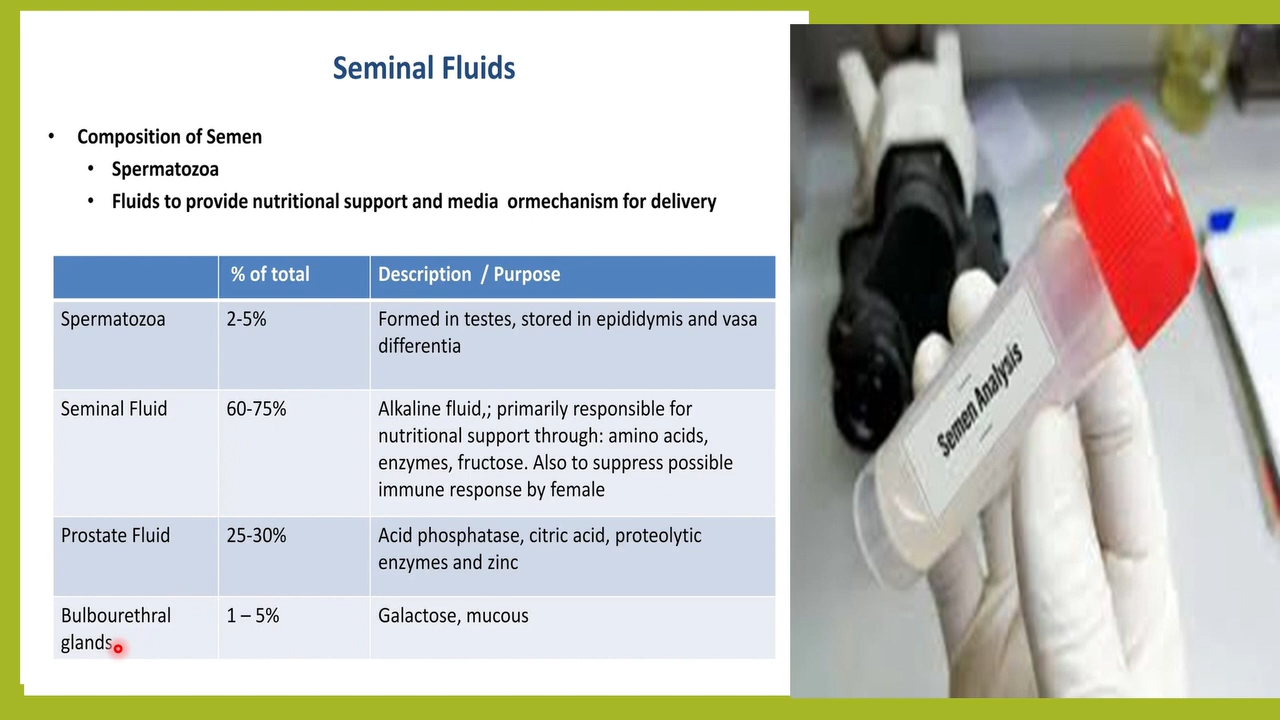 Seminal Fluids
• Composition of Semen
• Spermatozoa
• Fluids to provide nutritional support and media ormechanism for delivery
% of total
Description / Purpose
Spermatozoa
2-5%
Formed in testes, stored in epididymis and vasa
differentia
Seminal Fluid
60-75%
Alkaline fluid,; primarily responsible for
nutritional support through: amino acids,
enzymes, fructose. Also to suppress possible
immune response by female
Prostate Fluid
25-30%
Acid phosphatase, citric acid, proteolytic
enzymes and zinc
Bulbourethral
glands
1 – 5%
Galactose, mucous
Semen Analysis